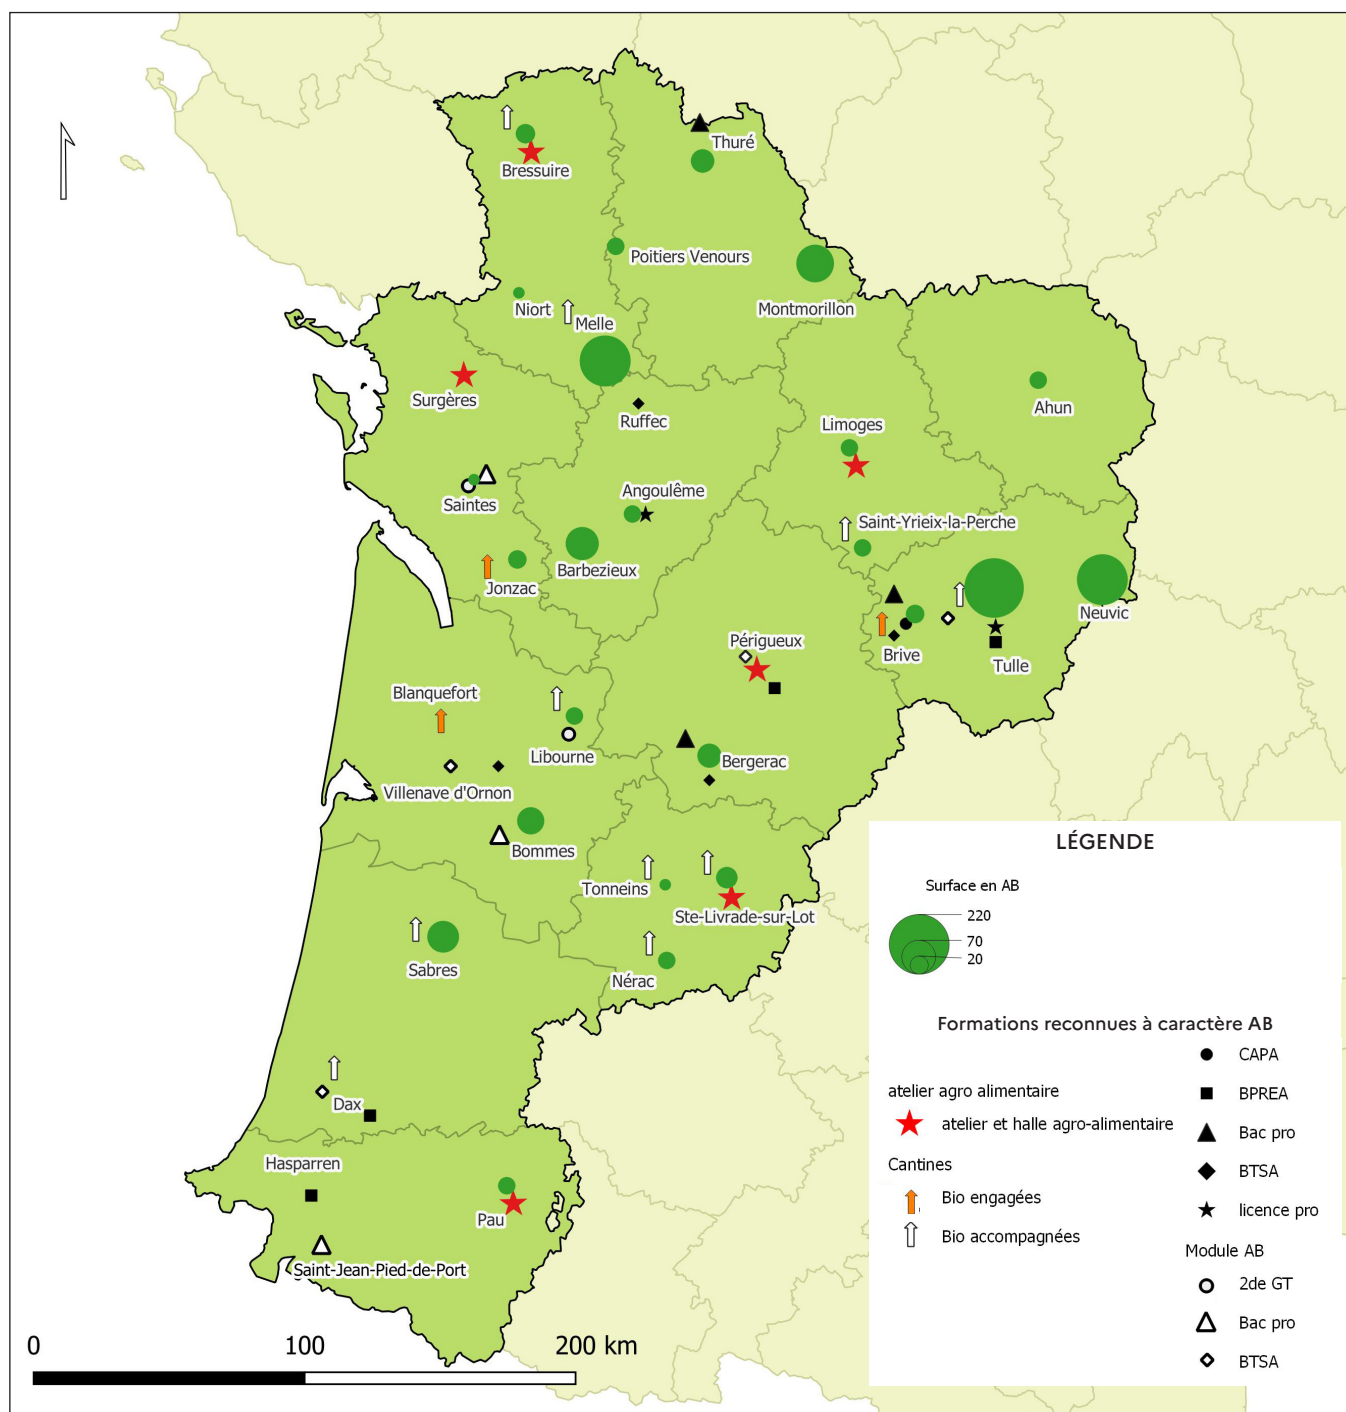 Thuré
Bressuire
Poitiers Venours
Niort
Montmorillon
Melle
Surgères
Ahun
Ruffec
Limoges
Angoulême
Saintes
Saint-Yrieix-la-Perche
Barbezieux
Jonzac
Neuvic
Périgueux
Brive
Tulle
Blanquefort
Libourne
Bergerac
Villenave d'Ornon
Bommes
Tonneins
Ste-Livrade-sur-Lot
Sabres
Nérac
Dax
Hasparren
Pau
Saint-Jean-Pied-de-Port
0 100 200 km
LÉGENDE
Surface en AB
220
70
20
Formations reconnues à caractère AB
atelier agro alimentaire
atelier et halle agro-alimentaire
Cantines
Bio engagées
Bio accompagnées
CAPA
BPREA
Bac pro
BTSA
licence pro
Module AB
2de GT
Bac pro
BTSA